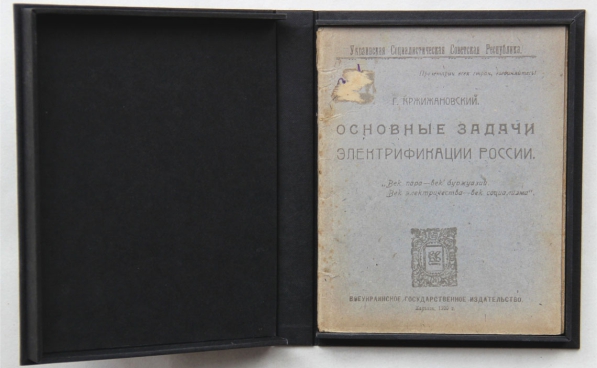 Украинская Социалистическая Советская Республика.
Пролетарии всех стран, соединяйтесь!
Г. КРЖИЖАНОВСКИЙ.
ОСНОВНЫЕ ЗАДАЧИ
ЭЛЕКТРИФИКАЦИИ РОССИИ.
„Век пара—век буржуазии.
Век электричества—век социализма“.
ВСЕУКРАИНСКОЕ ГОСУДАРСТВЕННОЕ ИЗДАТЕЛЬСТВО.
Харьков, 1920 г.